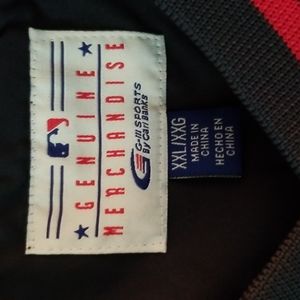 GENUINE
MERCHANDISE
G-III SPORTS
By Carl Banks
XXL/XXG
MADE IN
CHINA
HECHO EN
CHINA